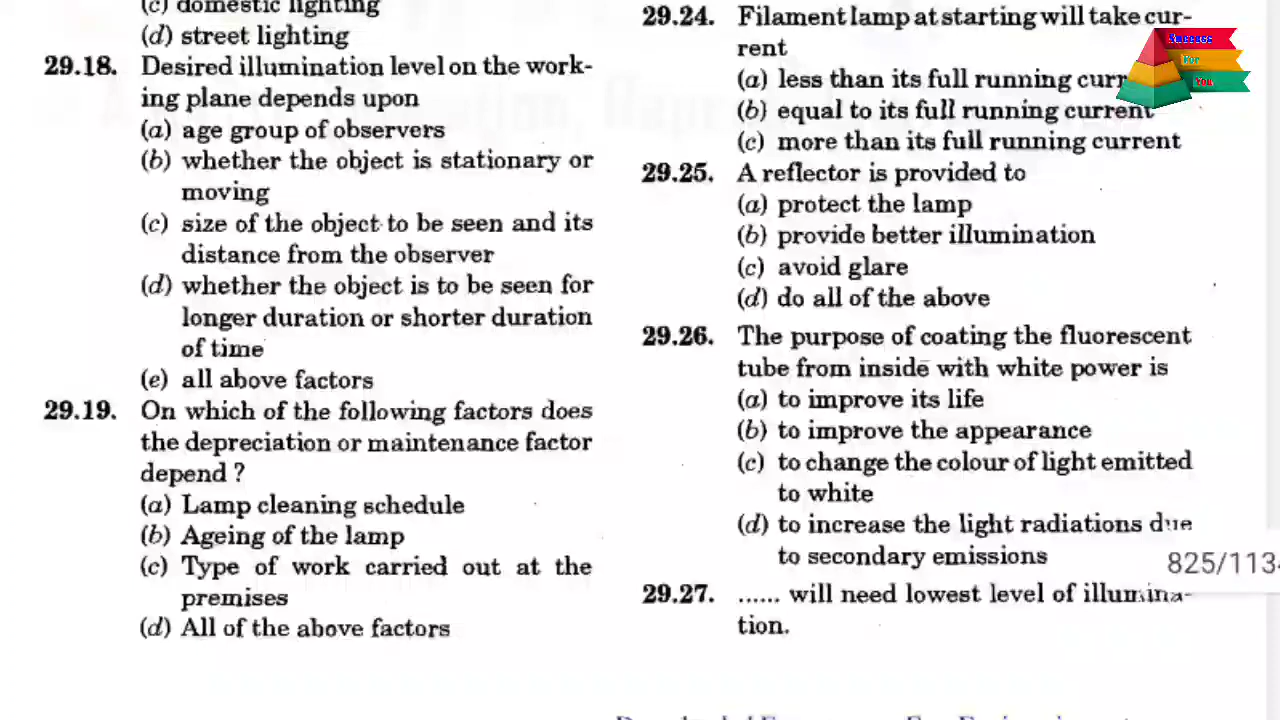 (c) domestic lighting
(d) street lighting
29.18. Desired illumination level on the work-
ing plane depends upon
(a) age group of observers
(b) whether the object is stationary or
moving
(c) size of the object to be seen and its
distance from the observer
(d) whether the object is to be seen for
longer duration or shorter duration
of time
(e) all above factors
29.19. On which of the following factors does
the depreciation or maintenance factor
depend ?
(a) Lamp cleaning schedule
(b) Ageing of the lamp
(c) Type of work carried out at the
premises
(d) All of the above factors
29.24. Filament lamp at starting will take cur-
rent
(a) less than its full running
(b) equal to its full running current
(c) more than its full running current
29.25. A reflector is provided to
(a) protect the lamp
(b) provide better illumination
(c) avoid glare
(d) do all of the above
29.26. The purpose of coating the fluorescent
tube from inside with white power is
(a) to improve its life
(b) to improve the appearance
(c) to change the colour of light emitted
to white
(d) to increase the light radiations due
to secondary emissions
29.27. ...... will need lowest level of illumina-
tion.
Success
For
You
825/113